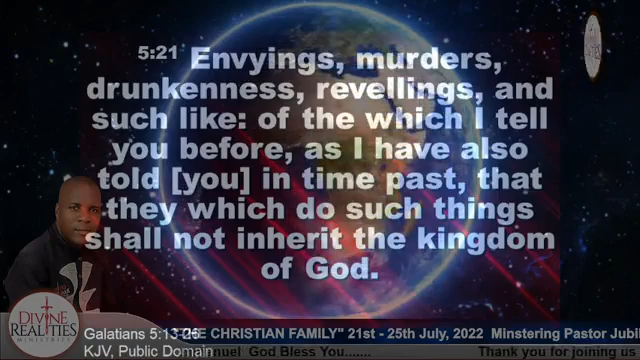 5:21 Envyings, murders,
drunkenness, revellings, and
such like: of the which I tell
you before, as I have also
told [you] in time past, that
they which do such things
shall not inherit the kingdom
of God.
DIVINE
REALITIES
MINISTRIES
Galatians 5:13-26 CHRISTIAN FAMILY" 21st - 25th July, 2022 Minstering Pastor Jubil
KJV, Public Domain God Bless You....... Thank you for joining us